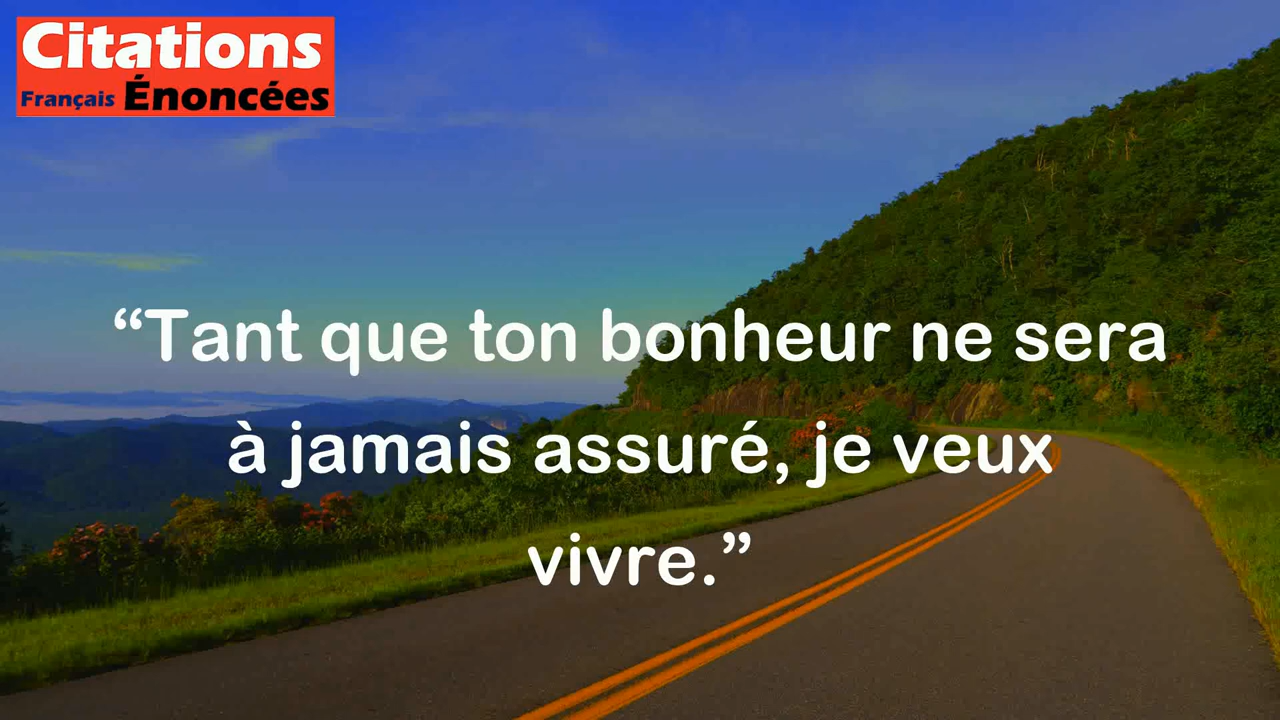 Citations
Français Énoncées
“Tant que ton bonheur ne sera
à jamais assuré, je veux
vivre.”